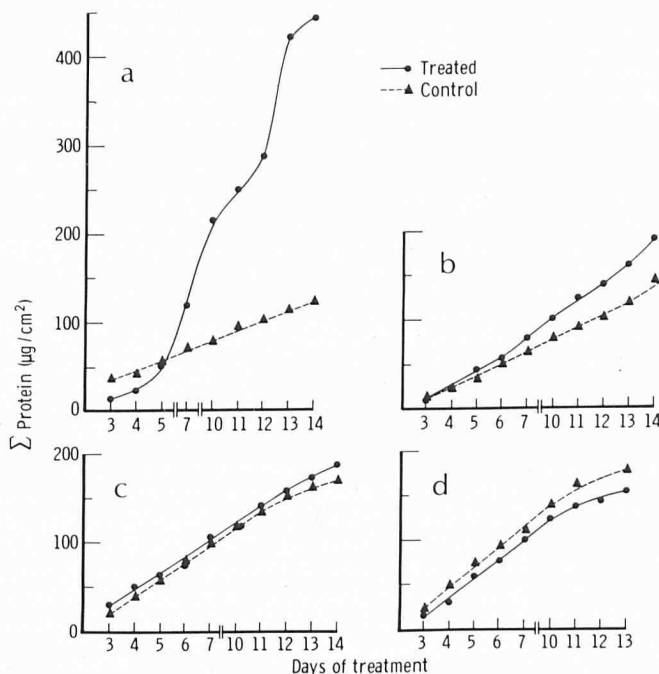 a
Treated
Control
450
400
300
200
100
0
3 4 5 7 10 11 12 13 14
b
3 4 5 6 7 10 11 12 13 14
Σ Protein (μg/cm²)
c
200
100
0
3 4 5 6 7 10 11 12 13 14
d
3 4 5 6 7 10 11 12 13
Days of treatment